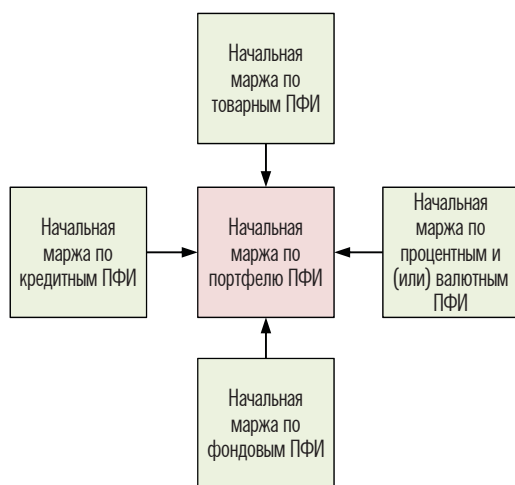 Начальная
маржа по
товарным ПФИ
Начальная
маржа по
кредитным ПФИ
Начальная
маржа по
портфелю ПФИ
Начальная
маржа по
процентным и
(или) валютным
ПФИ
Начальная
маржа по
фондовым ПФИ